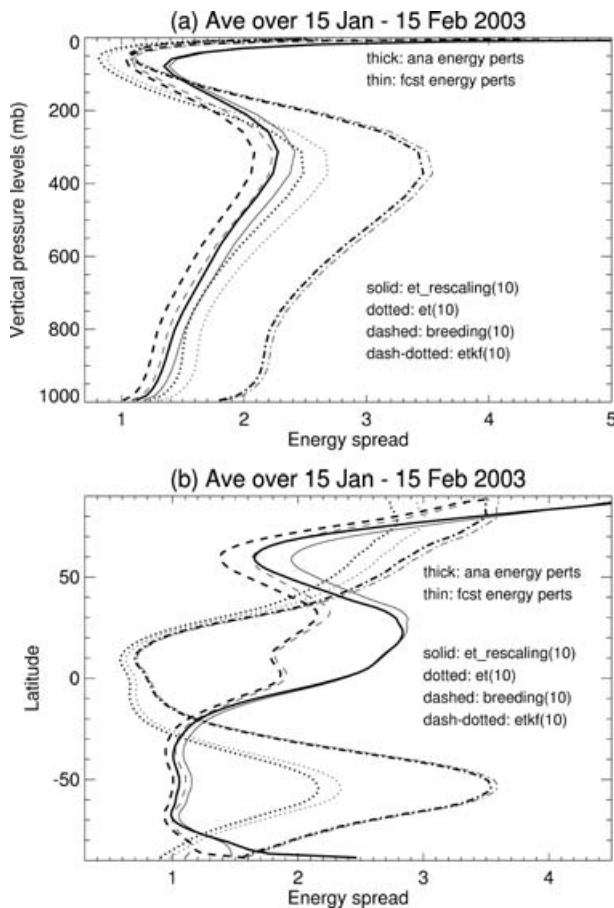 (a) Ave over 15 Jan - 15 Feb 2003
0
200
400
600
800
1000
Vertical pressure levels (mb)
thick: ana energy perts
thin: fcst energy perts
solid: et_rescaling(10)
dotted: et(10)
dashed: breeding(10)
dash-dotted: etkf(10)
1 2 3 4 5
Energy spread
(b) Ave over 15 Jan - 15 Feb 2003
50
0
-50
Latitude
thick: ana energy perts
thin: fcst energy perts
solid: et_rescaling(10)
dotted: et(10)
dashed: breeding(10)
dash-dotted: etkf(10)
1 2 3 4
Energy spread